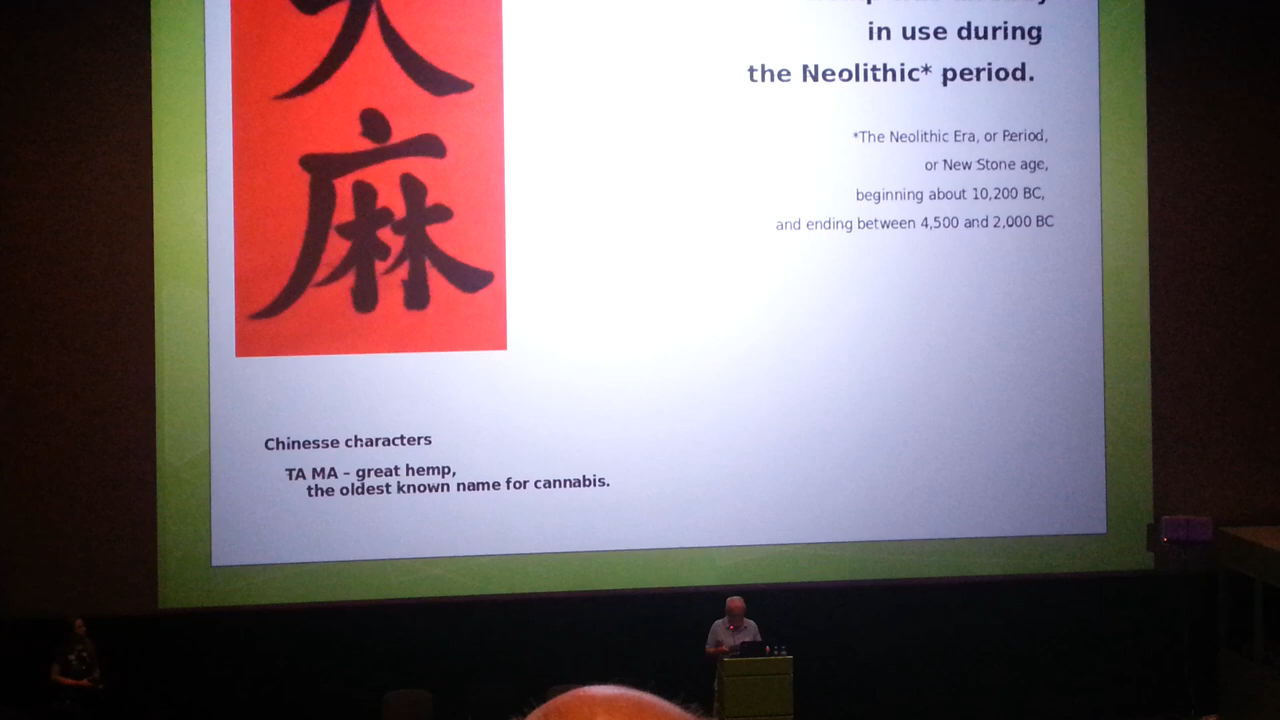 大
麻
in use during
the Neolithic* period.
*The Neolithic Era, or Period,
or New Stone age,
beginning about 10,200 BC,
and ending between 4,500 and 2,000 BC
Chinesse characters
TA MA – great hemp,
the oldest known name for cannabis.